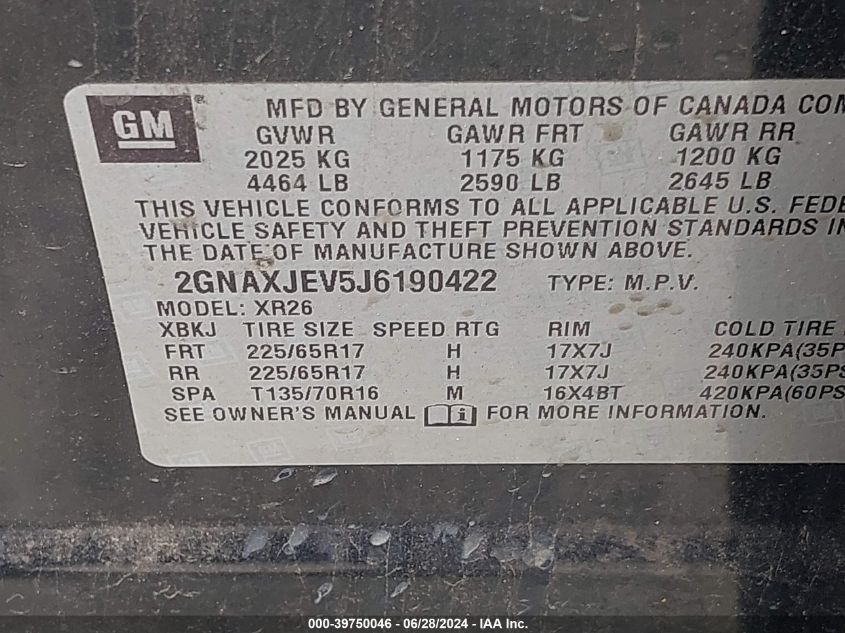 GM ® MFD BY GENERAL MOTORS OF CANADA COM
GVWR GAWR FRT GAWR RR
2025 KG 1175 KG 1200 KG
4464 LB 2590 LB 2645 LB
THIS VEHICLE CONFORMS TO ALL APPLICABLE U.S. FEDE
VEHICLE SAFETY AND THEFT PREVENTION STANDARDS IN
THE DATE OF MANUFACTURE SHOWN ABOVE.
2GNAXJEV5J6190422 TYPE: M.P.V.
MODEL: XR26
XBKJ TIRE SIZE SPEED RTG RIM COLD TIRE
FRT 225/65R17 H 17X7J 240KPA(35P
RR 225/65R17 H 17X7J 240KPA(35PS
SPA T135/70R16 M 16X4BT 420KPA(60PS
SEE OWNER'S MANUAL FOR MORE INFORMATION.
000-39750046 - 06/28/2024 - IAA Inc.